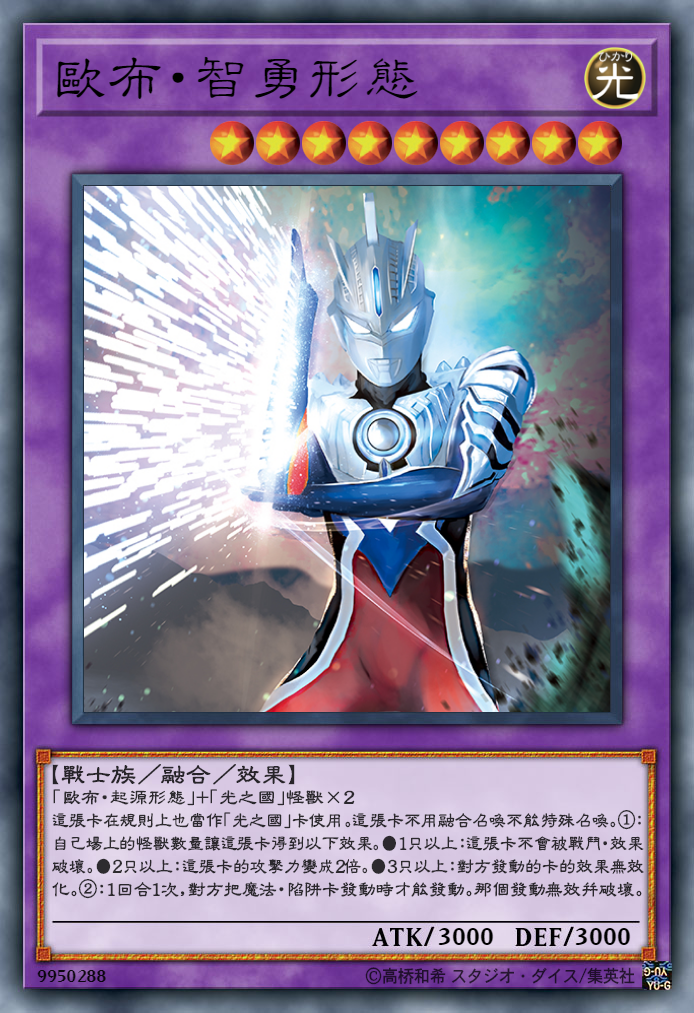 歐布・智勇形態
ひかり
光
【戰士族／融合／效果】
「歐布・起源形態」+「光之國」怪獸×2
這張卡在規則上也當作「光之國」卡使用。這張卡不用融合召喚不能特殊召喚。①:
自己場上的怪獸數量讓這張卡得到以下效果。●1只以上:這張卡不會被戰鬥・效果
破壞。●2只以上:這張卡的攻擊力變成2倍。●3只以上:對方發動的卡的效果無效
化。②:1回合1次,對方把魔法・陷阱卡發動時才能發動。那個發動無效并破壞。
ATK/3000 DEF/3000
9950288
©高桥和希 スタジオ・ダイス/集英社
YU-G
YU-G